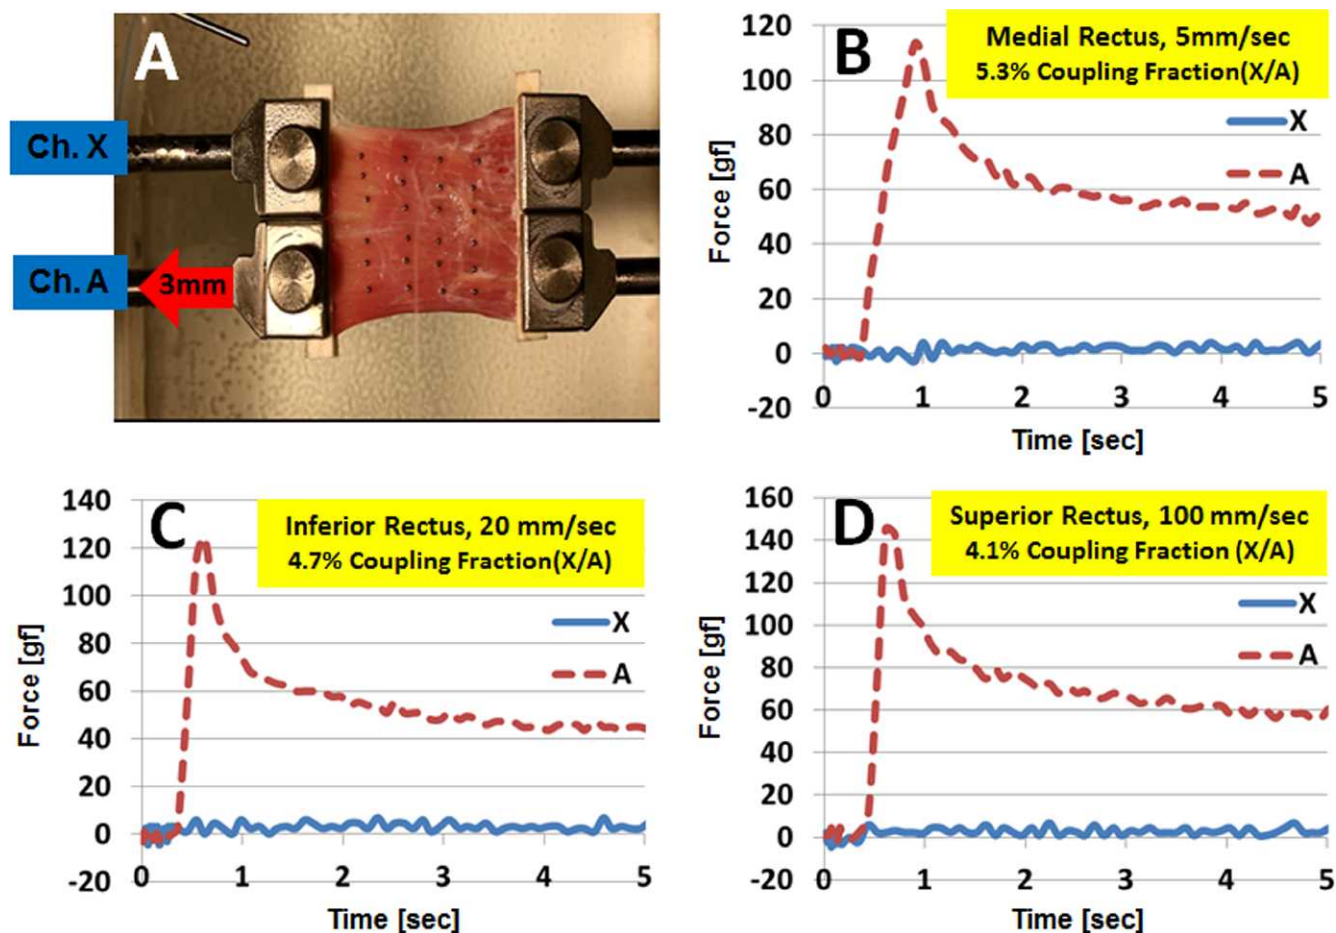 A
Ch. X
Ch. A
3mm
B
Medial Rectus, 5mm/sec
5.3% Coupling Fraction(X/A)
X
A
Force [gf]
120
100
80
60
40
20
0
-20
0 1 2 3 4 5
Time [sec]
C
Inferior Rectus, 20 mm/sec
4.7% Coupling Fraction(X/A)
X
A
Force [gf]
140
120
100
80
60
40
20
0
-20
0 1 2 3 4 5
Time [sec]
D
Superior Rectus, 100 mm/sec
4.1% Coupling Fraction (X/A)
X
A
Force [gf]
160
140
120
100
80
60
40
20
0
-20
0 1 2 3 4 5
Time [sec]